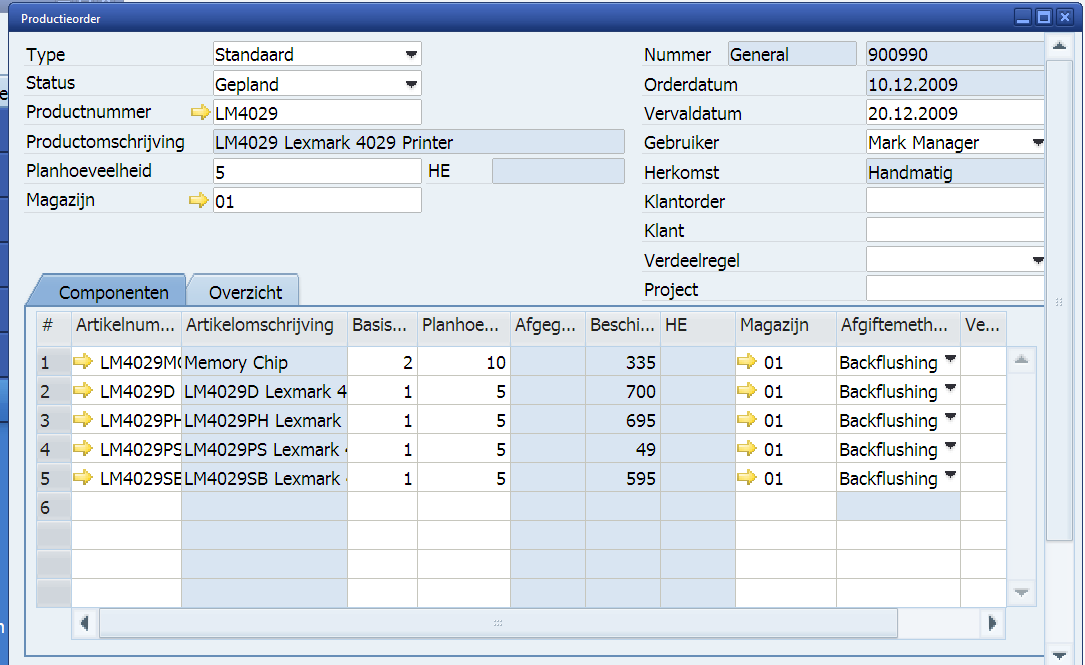 Productieorder
Type Standaard
Status Gepland
Productnummer LM4029
Productomschrijving LM4029 Lexmark 4029 Printer
Planhoeveelheid 5 HE
Magazijn 01
Nummer General 900990
Orderdatum 10.12.2009
Vervaldatum 20.12.2009
Gebruiker Mark Manager
Herkomst Handmatig
Klantorder
Klant
Verdeelregel
Project
Componenten Overzicht
# Artikelnum... Artikelomschrijving Basis... Planhoe... Afgeg... Beschi... HE Magazijn Afgiftemeth... Ve...
1 LM4029M Memory Chip 2 10 335 01 Backflushing
2 LM4029D LM4029D Lexmark 4 1 5 700 01 Backflushing
3 LM4029PH LM4029PH Lexmark 1 5 695 01 Backflushing
4 LM4029PS LM4029PS Lexmark 1 5 49 01 Backflushing
5 LM4029SB LM4029SB Lexmark 1 5 595 01 Backflushing
6